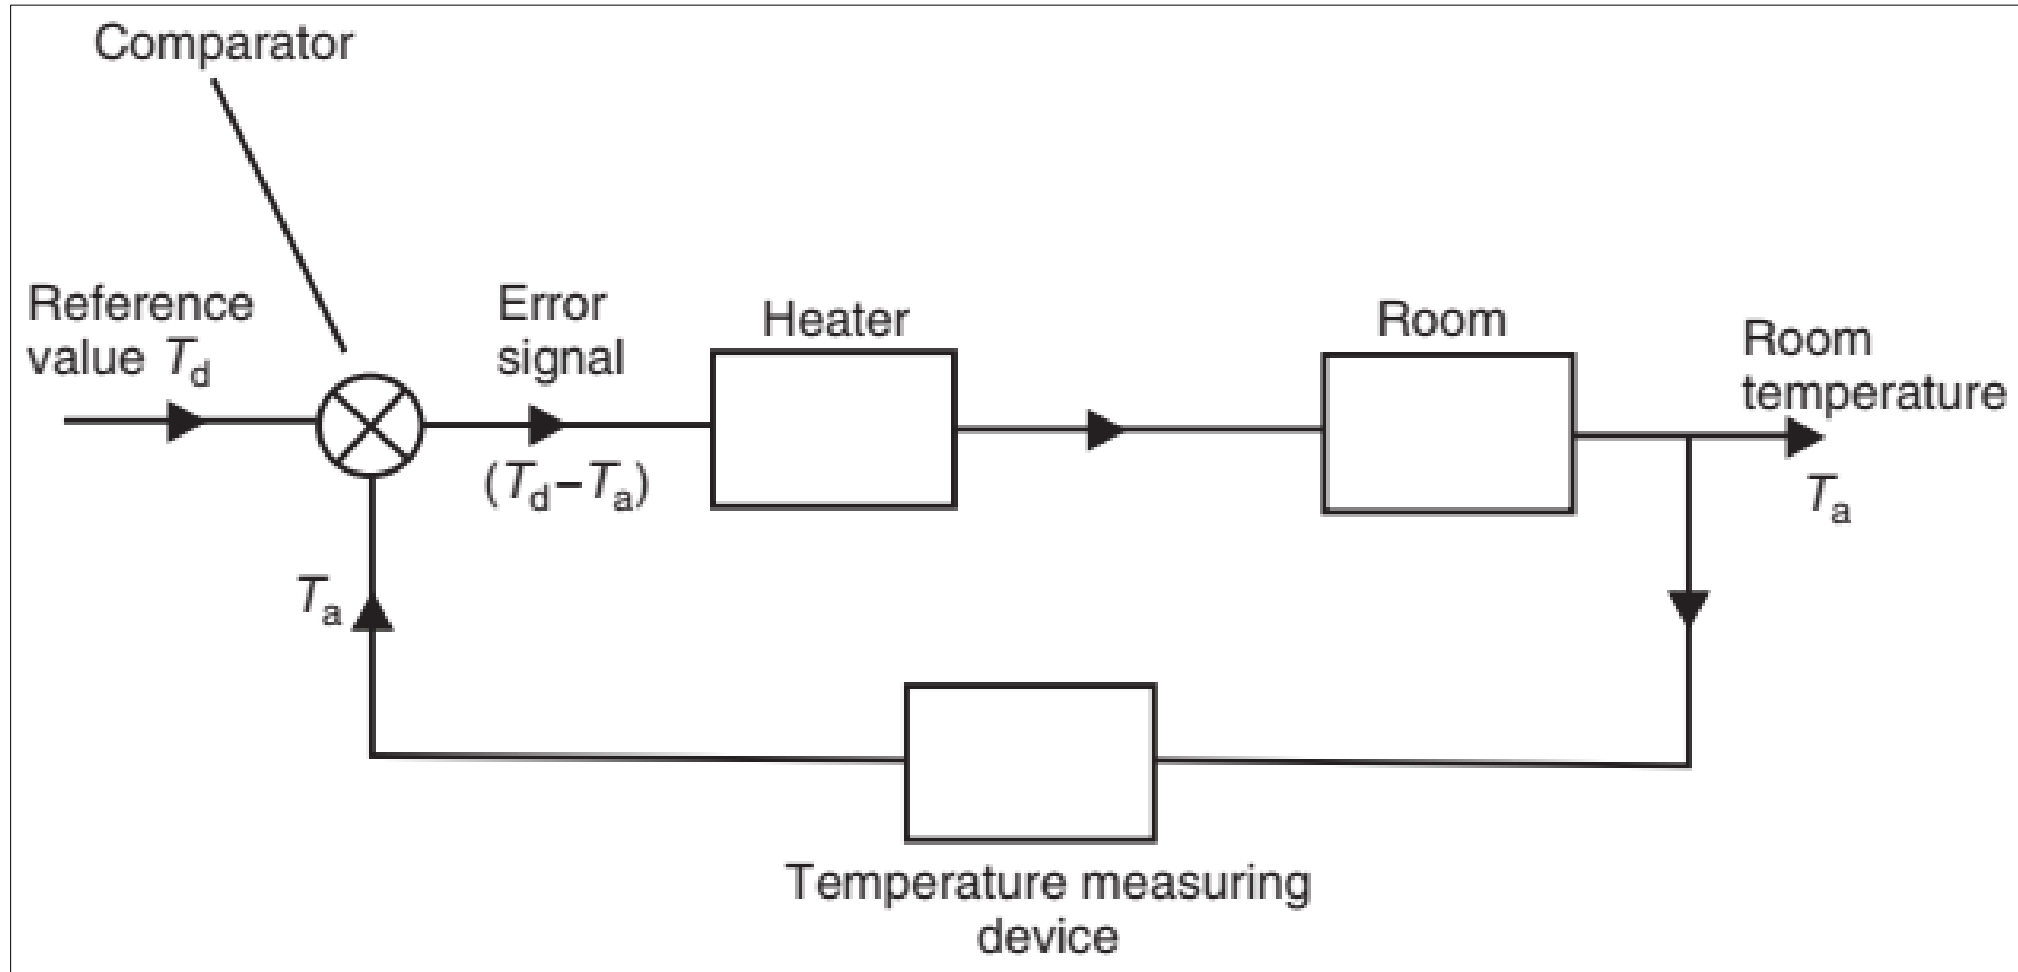 Comparator
Reference
value Td
Error
signal
(Td–Ta)
Heater
Room
Room
temperature
Ta
Ta
Temperature measuring
device